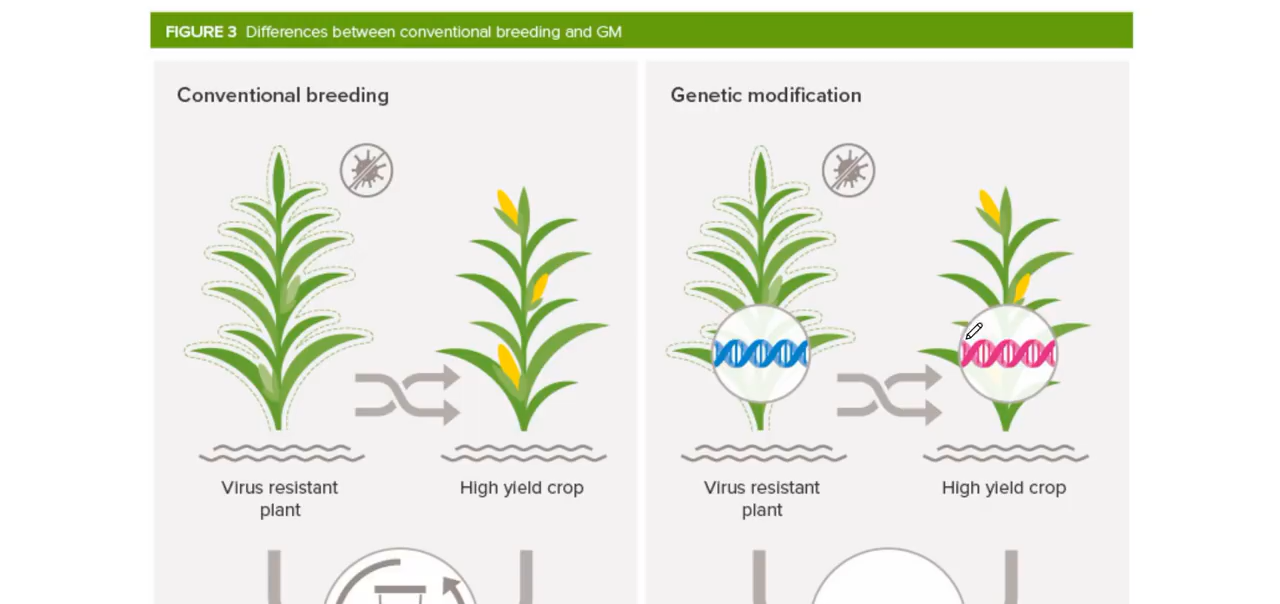 FIGURE 3 Differences between conventional breeding and GM
Conventional breeding
Genetic modification
Virus resistant
plant
High yield crop
Virus resistant
plant
High yield crop